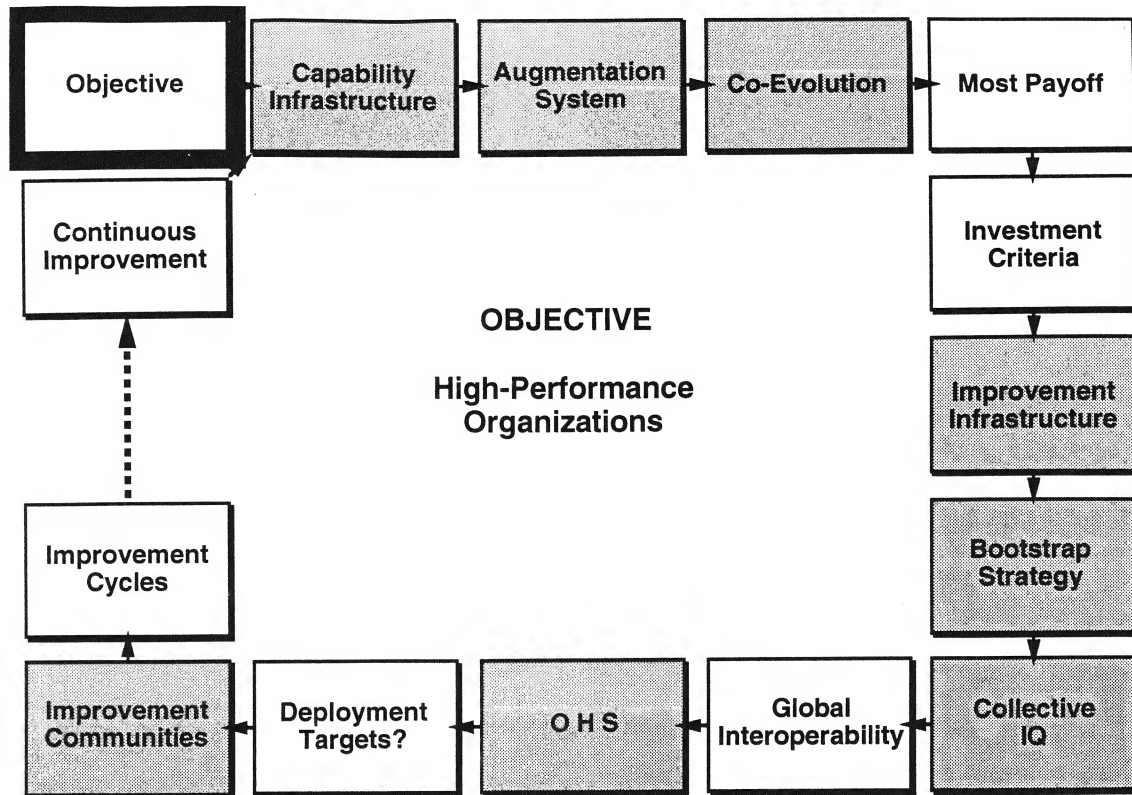 Objective
Capability
Infrastructure
Augmentation
System
Co-Evolution
Most Payoff
Investment
Criteria
Improvement
Infrastructure
Bootstrap
Strategy
Collective
IQ
Global
Interoperability
O H S
Deployment
Targets?
Improvement
Communities
Improvement
Cycles
Continuous
Improvement
OBJECTIVE
High-Performance
Organizations